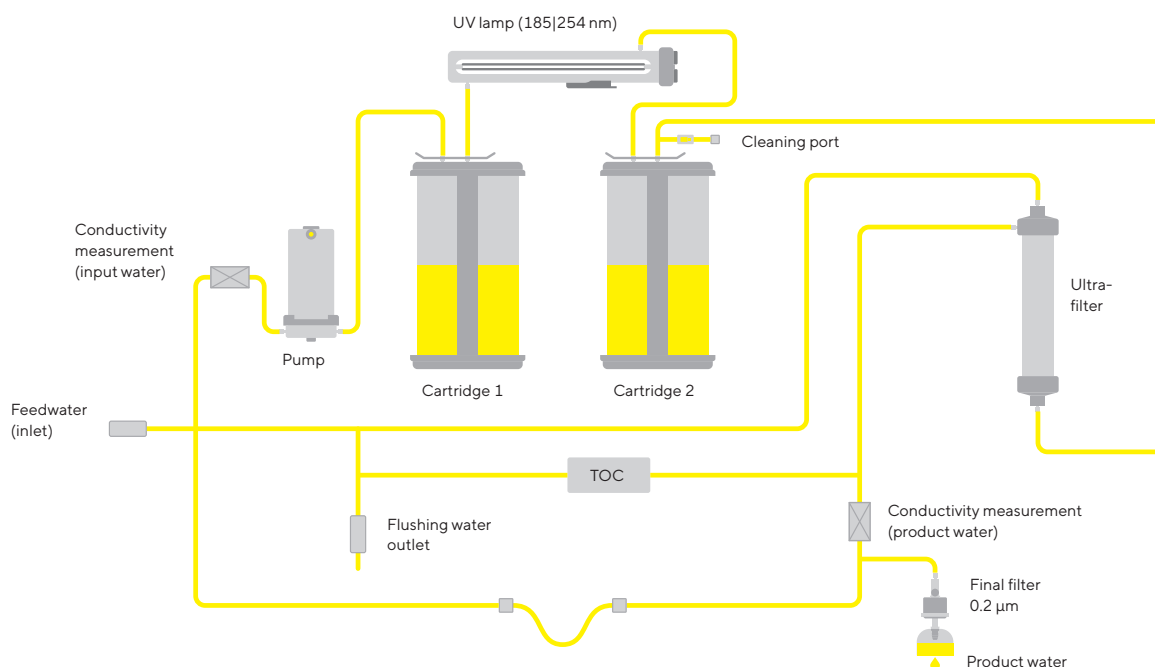 UV lamp (185|254 nm)
Cleaning port
Conductivity
measurement
(input water)
Ultra-
filter
Pump
Cartridge 1
Cartridge 2
Feedwater
(inlet)
TOC
Flushing water
outlet
Conductivity measurement
(product water)
Final filter
0.2 µm
Product water